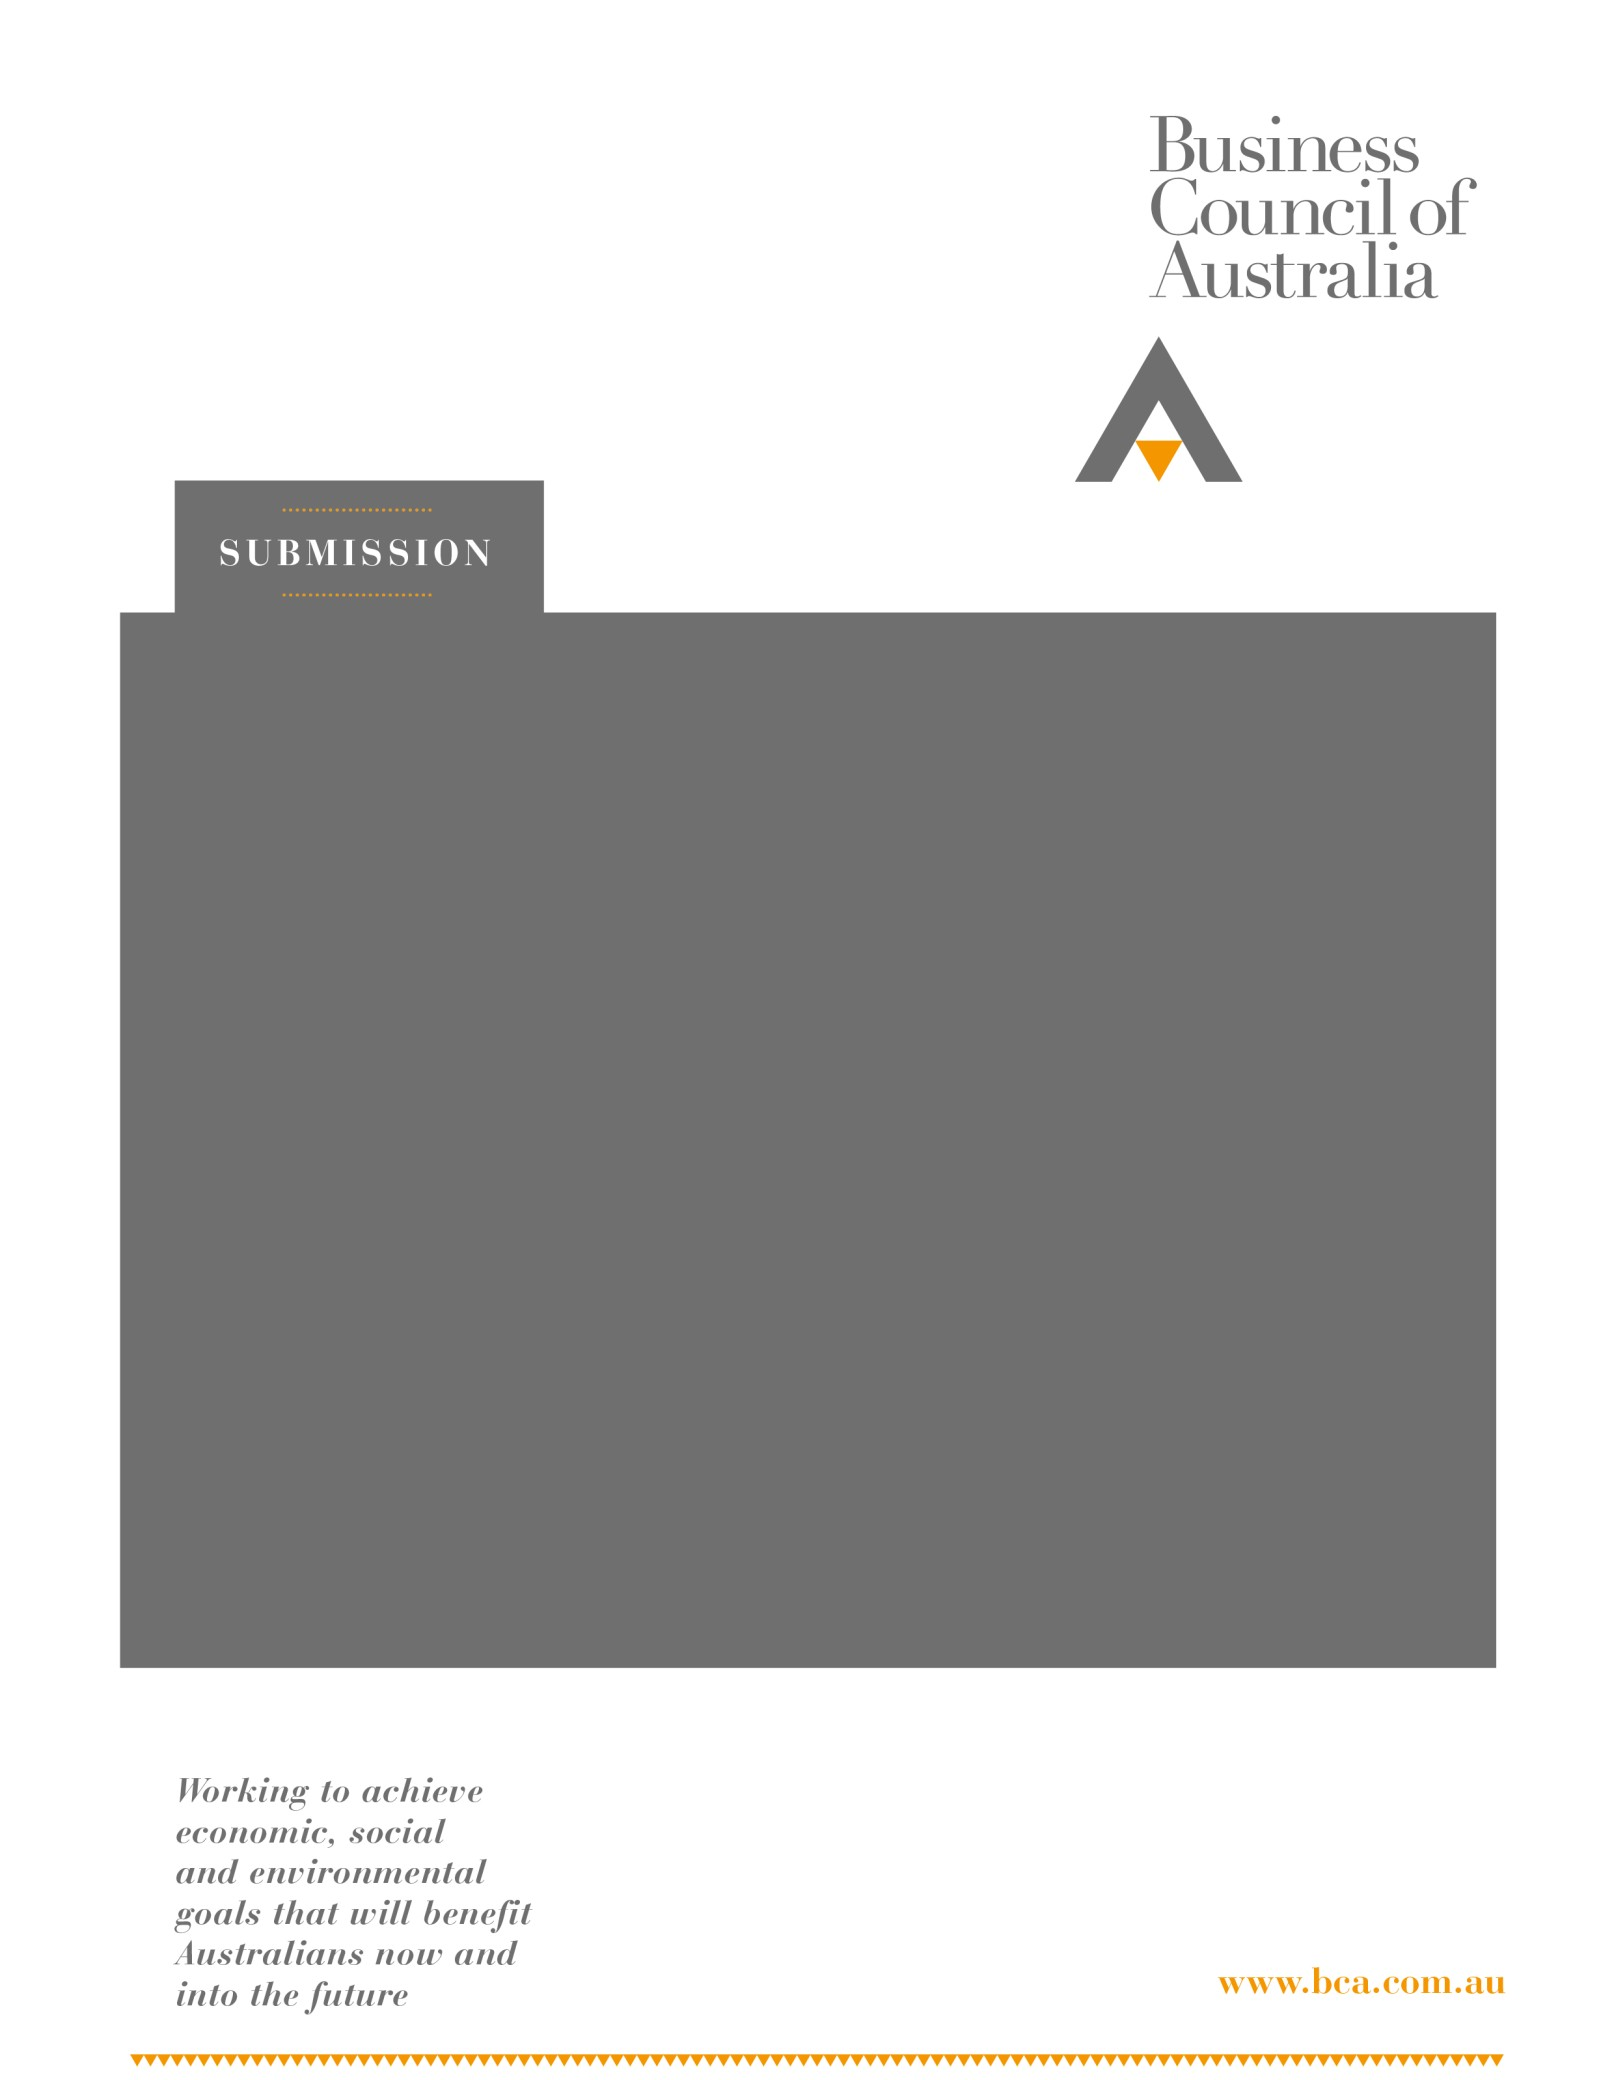 Business
Council of
Australia
SUBMISSION
Working to achieve
economic, social
and environmental
goals that will benefit
Australians now and
into the future
www.bca.com.au